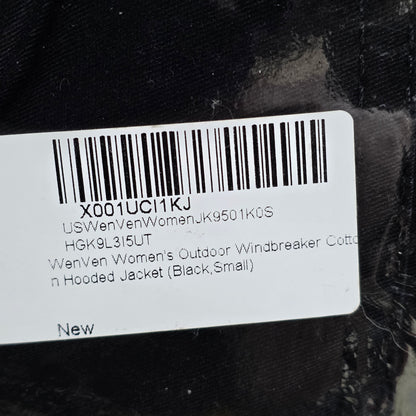 X001UCI1KJ
USWenVenWomenJK9501K0S
HGK9L3I5UT
WenVen Women's Outdoor Windbreaker Cotto
n Hooded Jacket (Black,Small)
New